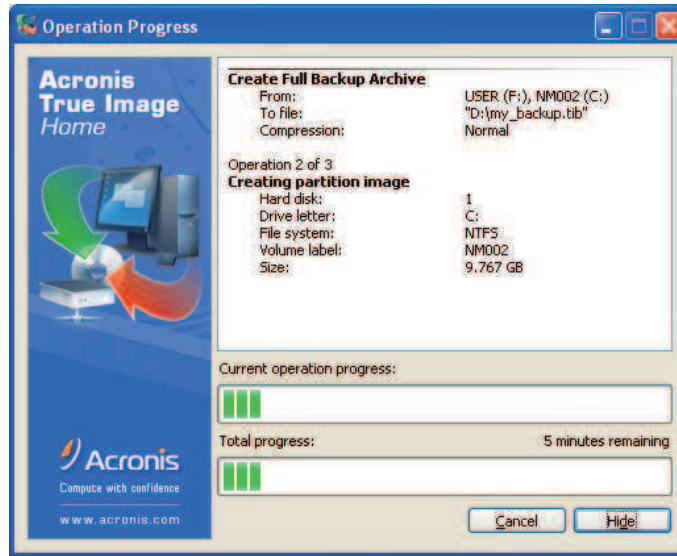 Operation Progress
Acronis
True Image
Home
Create Full Backup Archive
From: USER (F:), NM002 (C:)
To file: "D:\my_backup.tib"
Compression: Normal
Operation 2 of 3
Creating partition image
Hard disk: 1
Drive letter: C:
File system: NTFS
Volume label: NM002
Size: 9.767 GB
Current operation progress:
Total progress: 5 minutes remaining
Acronis
Compute with confidence
www.acronis.com
Cancel Hide